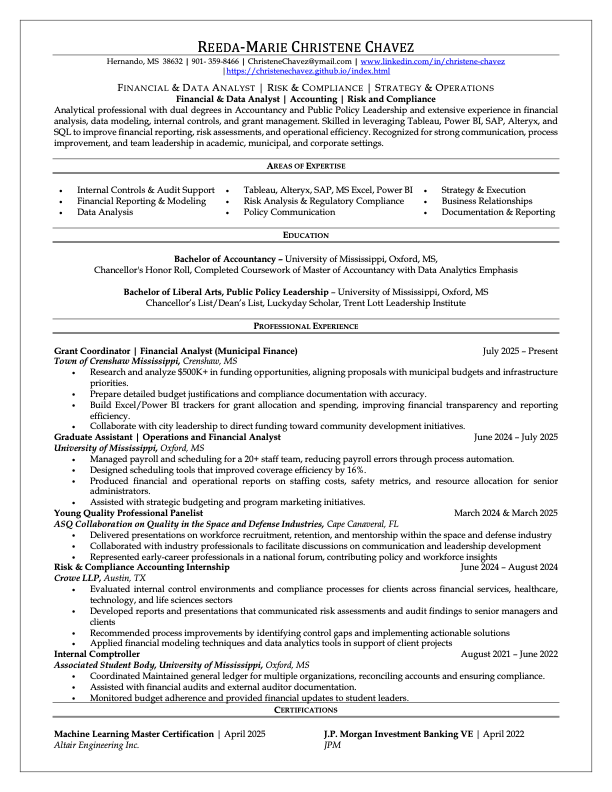 REEDA-MARIE CHRISTENE CHAVEZ
Hernando, MS 38632 | 901- 359-8466 | ChristeneChavez@ymail.com | www.linkedin.com/in/christene-chavez
|https://christenechavez.github.io/index.html
FINANCIAL & DATA ANALYST | RISK & COMPLIANCE | STRATEGY & OPERATIONS
Financial & Data Analyst | Accounting | Risk and Compliance
Analytical professional with dual degrees in Accountancy and Public Policy Leadership and extensive experience in financial
analysis, data modeling, internal controls, and grant management. Skilled in leveraging Tableau, Power BI, SAP, Alteryx, and
SQL to improve financial reporting, risk assessments, and operational efficiency. Recognized for strong communication, process
improvement, and team leadership in academic, municipal, and corporate settings.
AREAS OF EXPERTISE
• Internal Controls & Audit Support • Tableau, Alteryx, SAP, MS Excel, Power BI • Strategy & Execution
• Financial Reporting & Modeling • Risk Analysis & Regulatory Compliance • Business Relationships
• Data Analysis • Policy Communication • Documentation & Reporting
EDUCATION
Bachelor of Accountancy – University of Mississippi, Oxford, MS,
Chancellor's Honor Roll, Completed Coursework of Master of Accountancy with Data Analytics Emphasis
Bachelor of Liberal Arts, Public Policy Leadership – University of Mississippi, Oxford, MS
Chancellor's List/Dean's List, Luckyday Scholar, Trent Lott Leadership Institute
PROFESSIONAL EXPERIENCE
Grant Coordinator | Financial Analyst (Municipal Finance) July 2025 – Present
Town of Crenshaw Mississippi, Crenshaw, MS
• Research and analyze $500K+ in funding opportunities, aligning proposals with municipal budgets and infrastructure
priorities.
• Prepare detailed budget justifications and compliance documentation with accuracy.
• Build Excel/Power BI trackers for grant allocation and spending, improving financial transparency and reporting
efficiency.
• Collaborate with city leadership to direct funding toward community development initiatives.
Graduate Assistant | Operations and Financial Analyst June 2024 – July 2025
University of Mississippi, Oxford, MS
• Managed payroll and scheduling for a 20+ staff team, reducing payroll errors through process automation.
• Designed scheduling tools that improved coverage efficiency by 16%.
• Produced financial and operational reports on staffing costs, safety metrics, and resource allocation for senior
administrators.
• Assisted with strategic budgeting and program marketing initiatives.
Young Quality Professional Panelist March 2024 & March 2025
ASQ Collaboration on Quality in the Space and Defense Industries, Cape Canaveral, FL
• Delivered presentations on workforce recruitment, retention, and mentorship within the space and defense industry
• Collaborated with industry professionals to facilitate discussions on communication and leadership development
• Represented early-career professionals in a national forum, contributing policy and workforce insights
Risk & Compliance Accounting Internship June 2024 – August 2024
Crowe LLP, Austin, TX
• Evaluated internal control environments and compliance processes for clients across financial services, healthcare,
technology, and life sciences sectors
• Developed reports and presentations that communicated risk assessments and audit findings to senior managers and
clients
• Recommended process improvements by identifying control gaps and implementing actionable solutions
• Applied financial modeling techniques and data analytics tools in support of client projects
Internal Comptroller August 2021 – June 2022
Associated Student Body, University of Mississippi, Oxford, MS
• Coordinated Maintained general ledger for multiple organizations, reconciling accounts and ensuring compliance.
• Assisted with financial audits and external auditor documentation.
• Monitored budget adherence and provided financial updates to student leaders.
CERTIFICATIONS
Machine Learning Master Certification | April 2025 J.P. Morgan Investment Banking VE | April 2022
Altair Engineering Inc. JPM